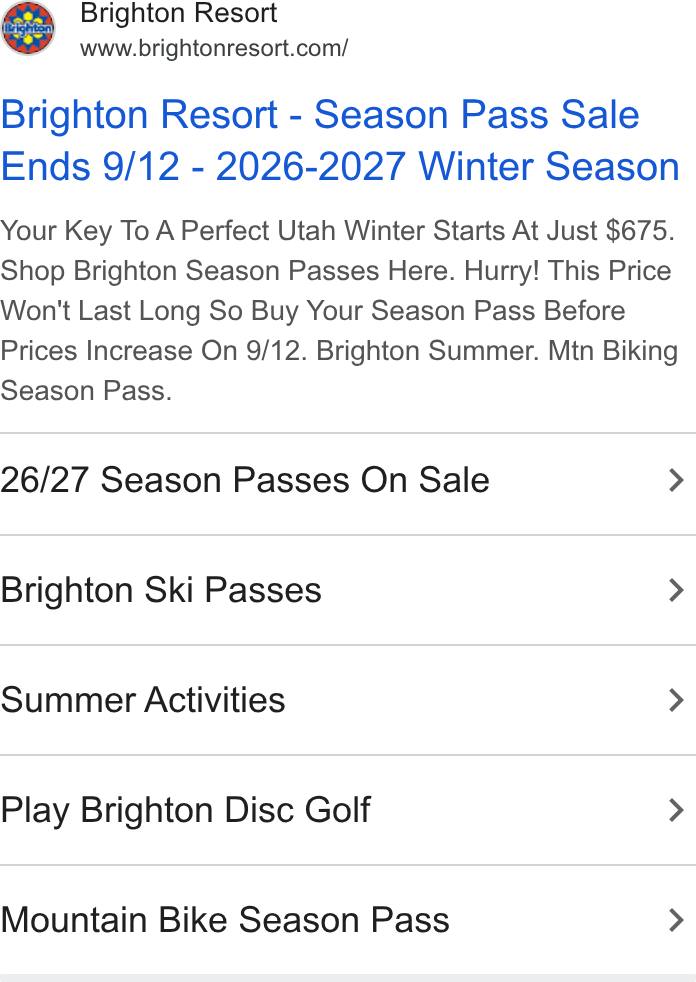 Brighton
Brighton Resort
www.brightonresort.com/
Brighton Resort - Season Pass Sale
Ends 9/12 - 2026-2027 Winter Season
Your Key To A Perfect Utah Winter Starts At Just $675.
Shop Brighton Season Passes Here. Hurry! This Price
Won't Last Long So Buy Your Season Pass Before
Prices Increase On 9/12. Brighton Summer. Mtn Biking
Season Pass.
26/27 Season Passes On Sale
Brighton Ski Passes
Summer Activities
Play Brighton Disc Golf
Mountain Bike Season Pass